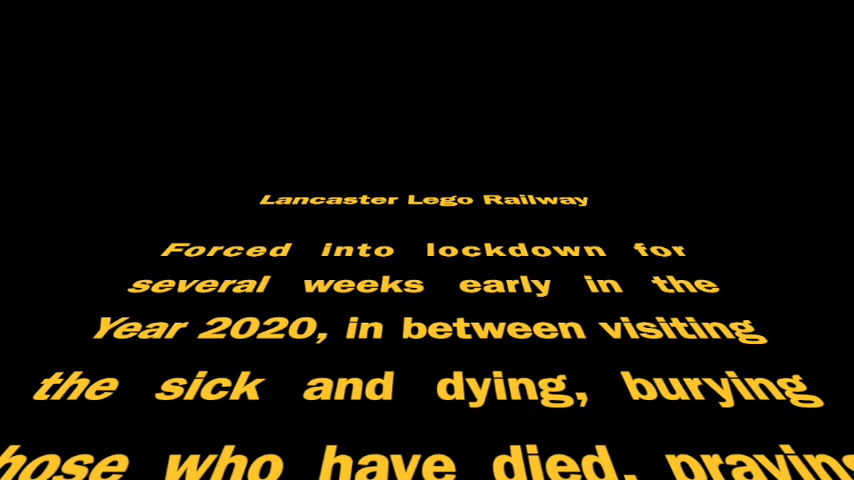 Lancaster Lego Railway
Forced into lockdown for
several weeks early in the
Year 2020, in between visiting
the sick and dying, burying
who have died,